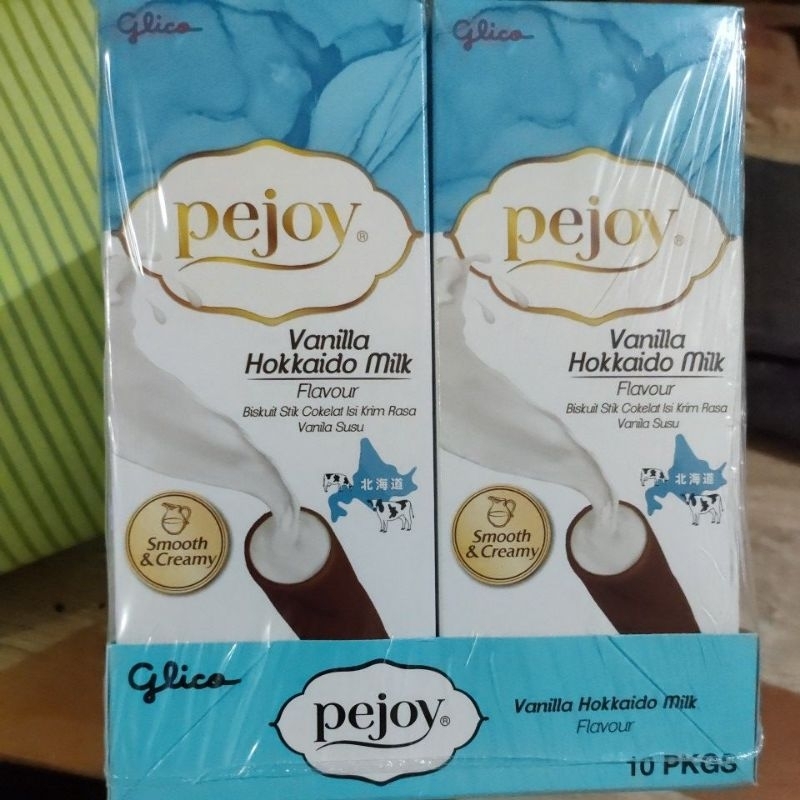 Glico
pejoy®
Vanilla
Hokkaido Milk
Flavour
Biskuit Stik Cokelat Isi Krim Rasa
Vanila Susu
北海道
Smooth
& Creamy
Glico
pejoy®
Vanilla
Hokkaido Milk
Flavour
Biskuit Stik Cokelat Isi Krim Rasa
Vanila Susu
北海道
Smooth
& Creamy
Glico
pejoy®
Vanilla Hokkaido Milk
Flavour
10 PKGS